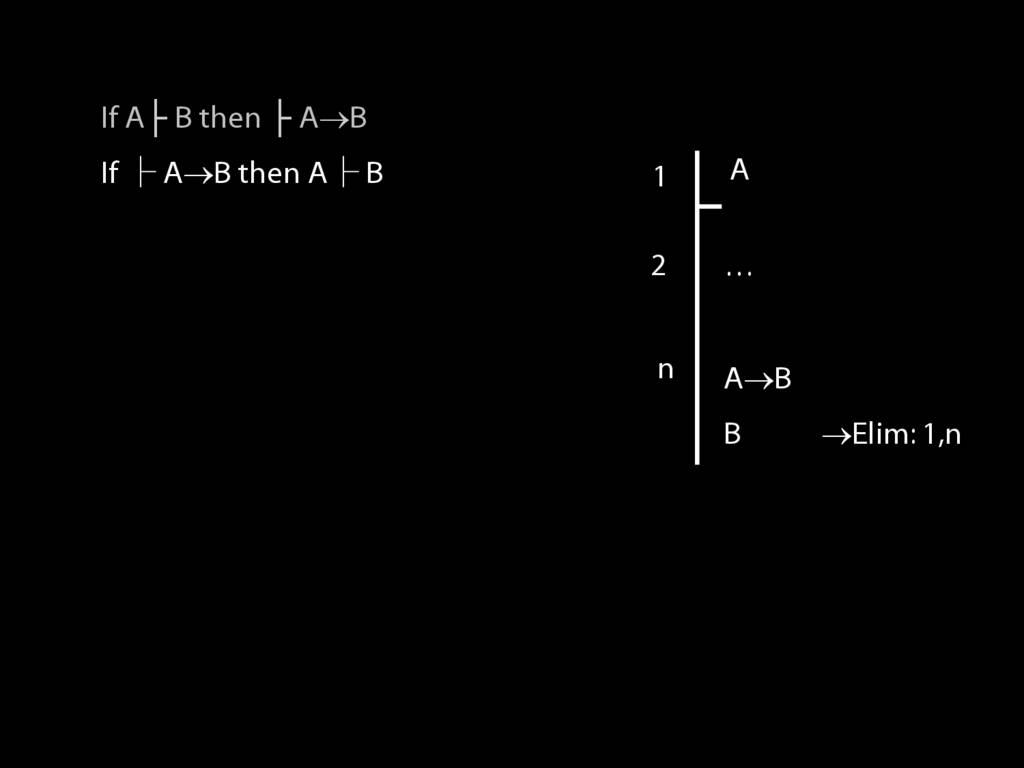 If A ├ B then ├ A→B
If ├ A→B then A ├ B
1 A
2 …
n A→B
B →Elim: 1,n